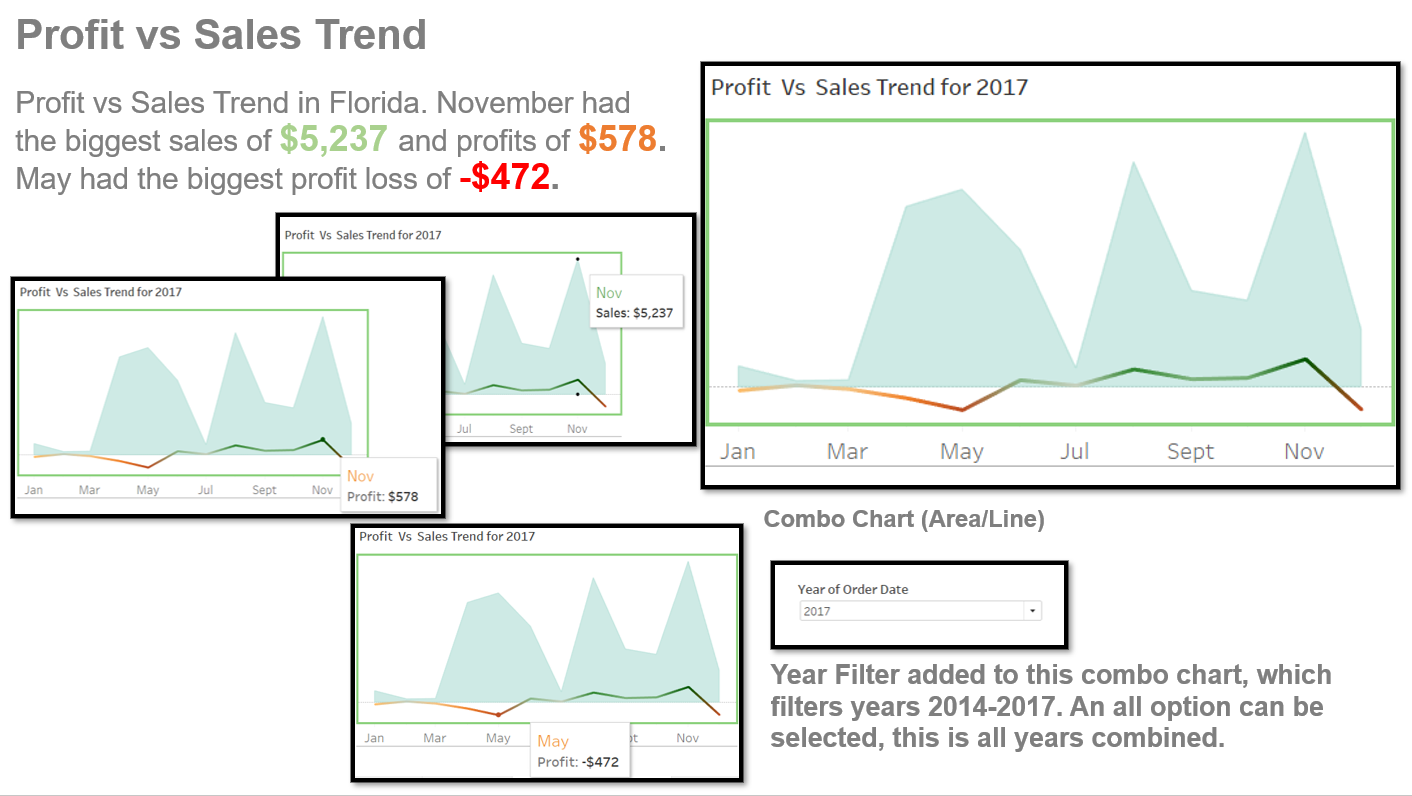 Profit vs Sales Trend
Profit vs Sales Trend in Florida. November had
the biggest sales of $5,237 and profits of $578.
May had the biggest profit loss of -$472.
Profit Vs Sales Trend for 2017
Jan Mar May Jul Sept Nov
Profit Vs Sales Trend for 2017
Nov
Sales: $5,237
Jul Sept Nov
Profit Vs Sales Trend for 2017
Jan Mar May Jul Sept Nov
Nov
Profit: $578
Profit Vs Sales Trend for 2017
Jan Mar May pt Nov
May
Profit: -$472
Combo Chart (Area/Line)
Year of Order Date
2017
Year Filter added to this combo chart, which
filters years 2014-2017. An all option can be
selected, this is all years combined.